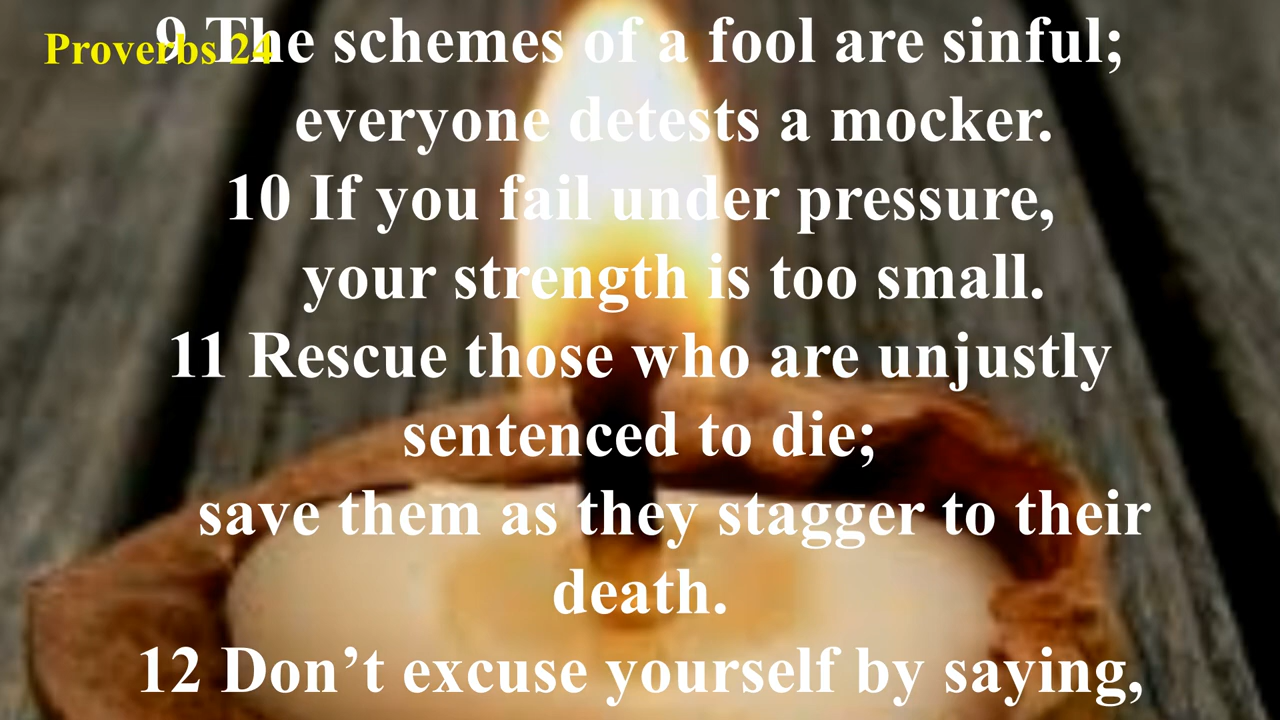 Proverbs 24
9 The schemes of a fool are sinful;
everyone detests a mocker.
10 If you fail under pressure,
your strength is too small.
11 Rescue those who are unjustly
sentenced to die;
save them as they stagger to their
death.
12 Don’t excuse yourself by saying,